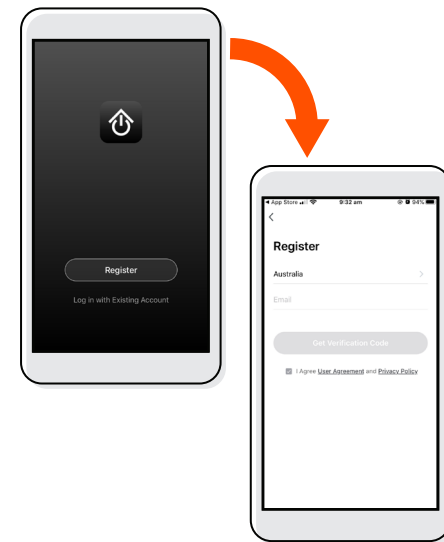 Register
Log in with Existing Account
App Store 9:32 am 94%
Register
Australia
Email
Get Verification Code
I Agree User Agreement and Privacy Policy